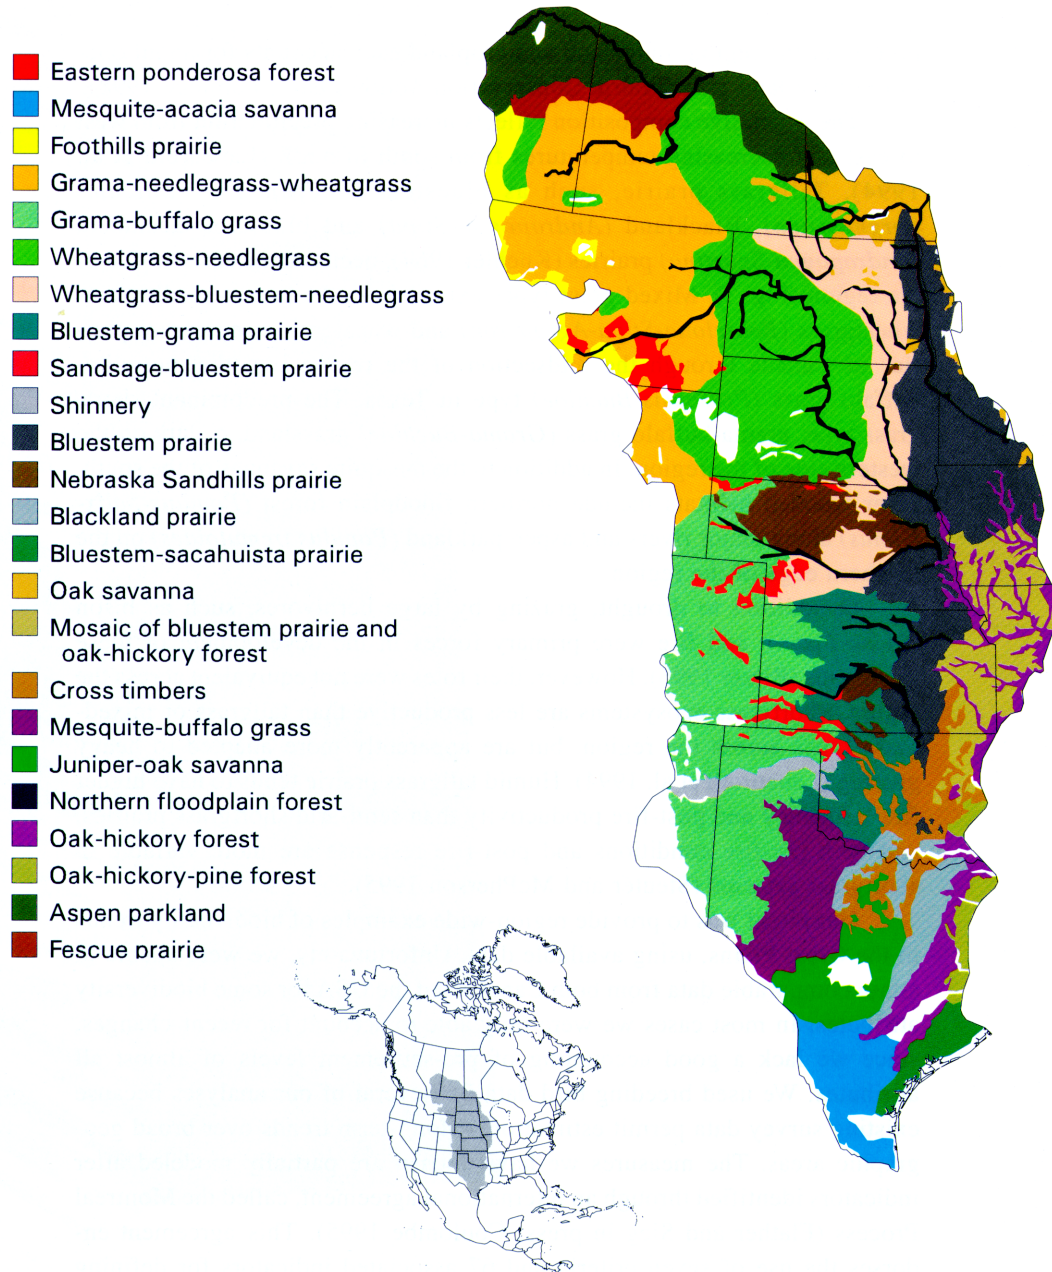 Eastern ponderosa forest
Mesquite-acacia savanna
Foothills prairie
Grama-needlegrass-wheatgrass
Grama-buffalo grass
Wheatgrass-needlegrass
Wheatgrass-bluestem-needlegrass
Bluestem-grama prairie
Sandsage-bluestem prairie
Shinnery
Bluestem prairie
Nebraska Sandhills prairie
Blackland prairie
Bluestem-sacahuista prairie
Oak savanna
Mosaic of bluestem prairie and
oak-hickory forest
Cross timbers
Mesquite-buffalo grass
Juniper-oak savanna
Northern floodplain forest
Oak-hickory forest
Oak-hickory-pine forest
Aspen parkland
Fescue prairie